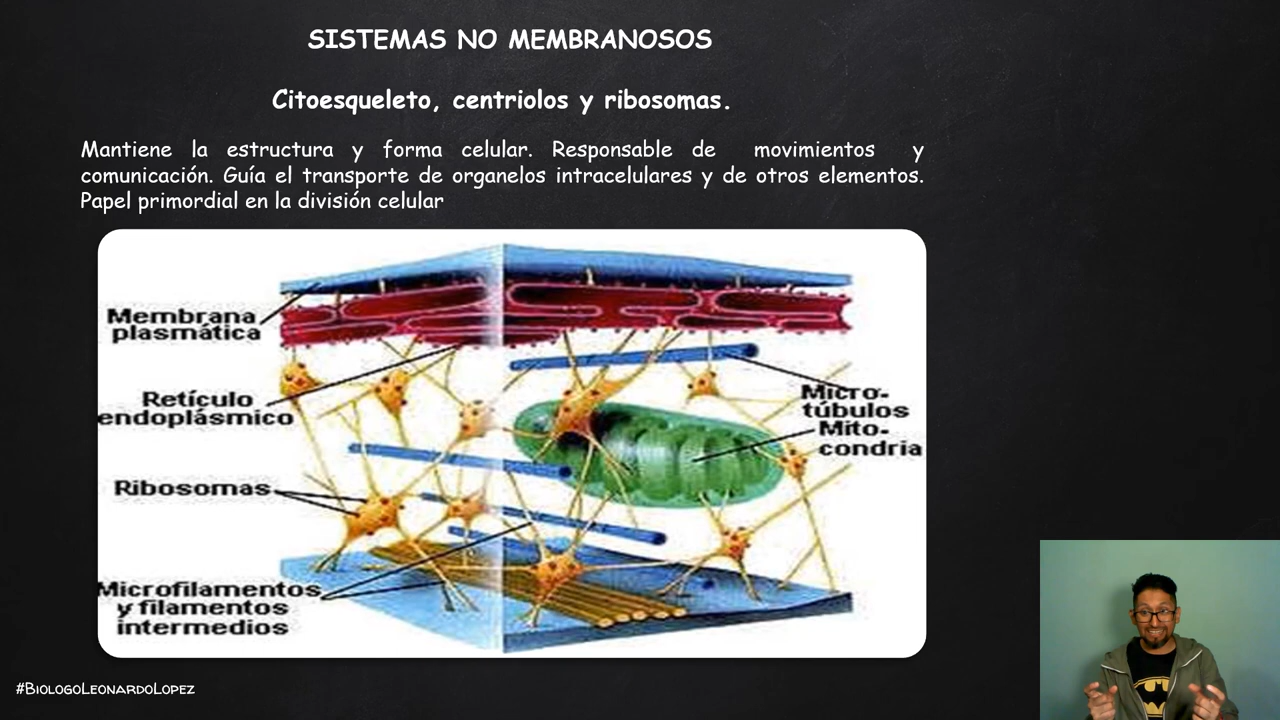 SISTEMAS NO MEMBRANOSOS
Citoesqueleto, centriolos y ribosomas.
Mantiene la estructura y forma celular. Responsable de movimientos y
comunicación. Guía el transporte de organelos intracelulares y de otros elementos.
Papel primordial en la división celular
Membrana
plasmática
Retículo
endoplásmico
Ribosomas
Microfilamentos
y filamentos
intermedios
Micro-
túbulos
Mito-
condria
#BiologoLeonardoLopez